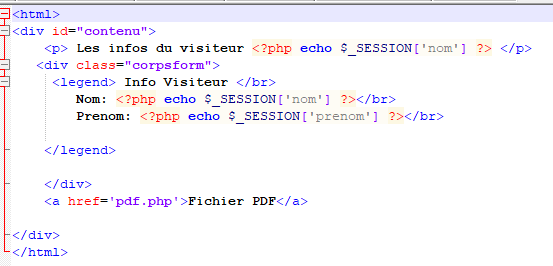 <html>
<div id="contenu">
<p> Les infos du visiteur <?php echo $_SESSION['nom'] ?> </p>
<div class="corpsform">
<legend> Info Visiteur </br>
Nom: <?php echo $_SESSION['nom'] ?></br>
Prenom: <?php echo $_SESSION['prenom'] ?></br>
</legend>
</div>
<a href='pdf.php'>Fichier PDF</a>
</div>
</html>